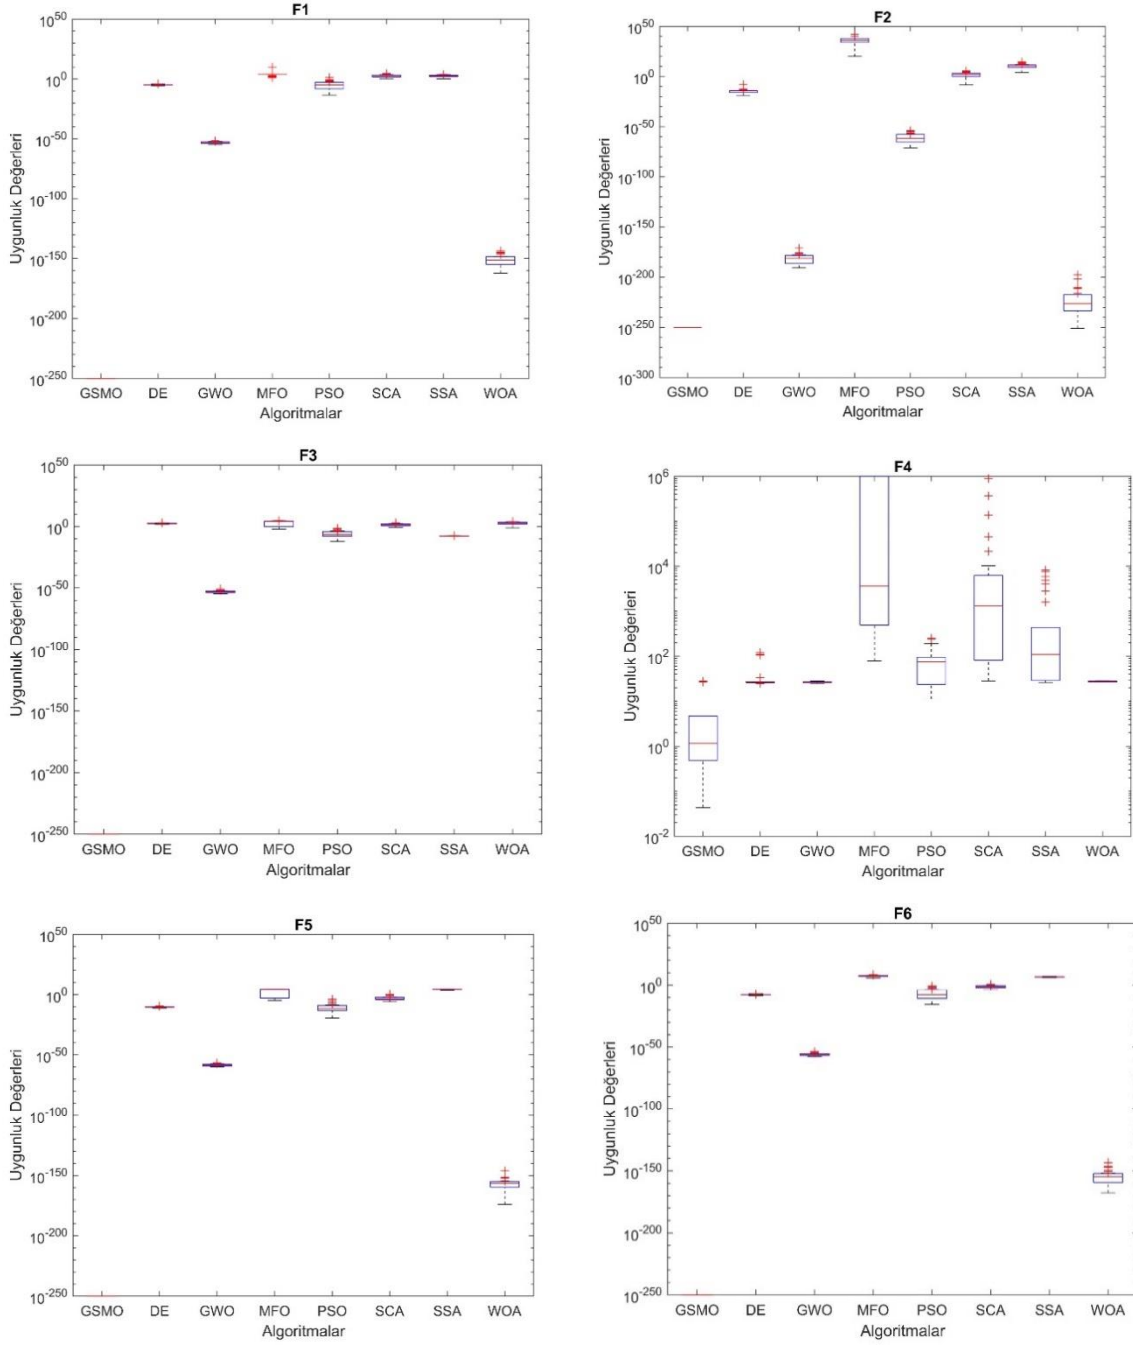 F1
Uygunluk Değerleri
10^50
10^0
10^-50
10^-100
10^-150
10^-200
10^-250
GSMO DE GWO MFO PSO SCA SSA WOA
Algoritmalar
F2
Uygunluk Değerleri
10^50
10^0
10^-50
10^-100
10^-150
10^-200
10^-250
10^-300
GSMO DE GWO MFO PSO SCA SSA WOA
Algoritmalar
F3
Uygunluk Değerleri
10^50
10^0
10^-50
10^-100
10^-150
10^-200
10^-250
GSMO DE GWO MFO PSO SCA SSA WOA
Algoritmalar
F4
Uygunluk Değerleri
10^6
10^4
10^2
10^0
10^-2
GSMO DE GWO MFO PSO SCA SSA WOA
Algoritmalar
F5
Uygunluk Değerleri
10^50
10^0
10^-50
10^-100
10^-150
10^-200
10^-250
GSMO DE GWO MFO PSO SCA SSA WOA
Algoritmalar
F6
Uygunluk Değerleri
10^50
10^0
10^-50
10^-100
10^-150
10^-200
10^-250
GSMO DE GWO MFO PSO SCA SSA WOA
Algoritmalar